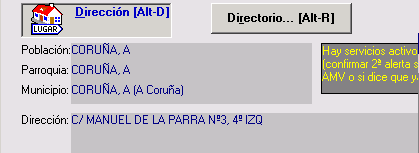 Dirección [Alt-D]
Directorio... [Alt-R]
LUGAR
Población: CORUÑA, A
Parroquia: CORUÑA, A
Municipio: CORUÑA, A (A Coruña)
Hay servicios activo
(confirmar 2ª alerta s
AMV o si dice que y
Dirección: C/ MANUEL DE LA PARRA Nº3, 4º IZQ